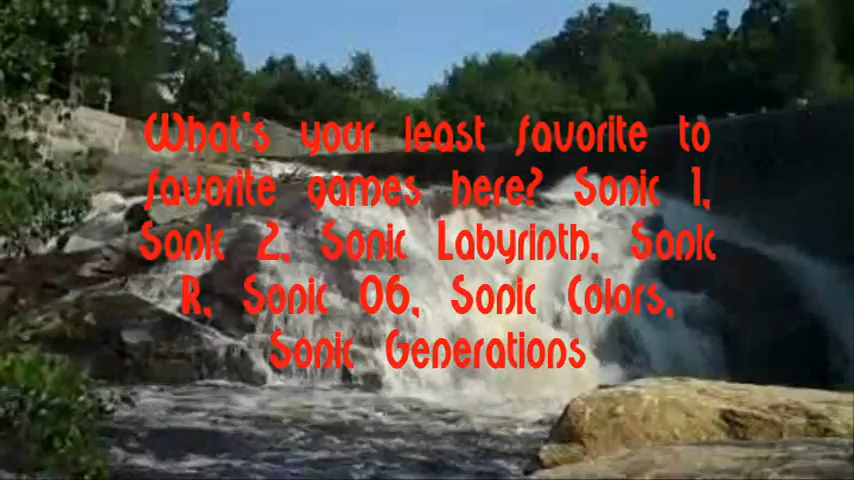 What's your least favorite to
favorite games here? Sonic 1,
Sonic 2, Sonic Labyrinth, Sonic
R, Sonic 06, Sonic Colors,
Sonic Generations